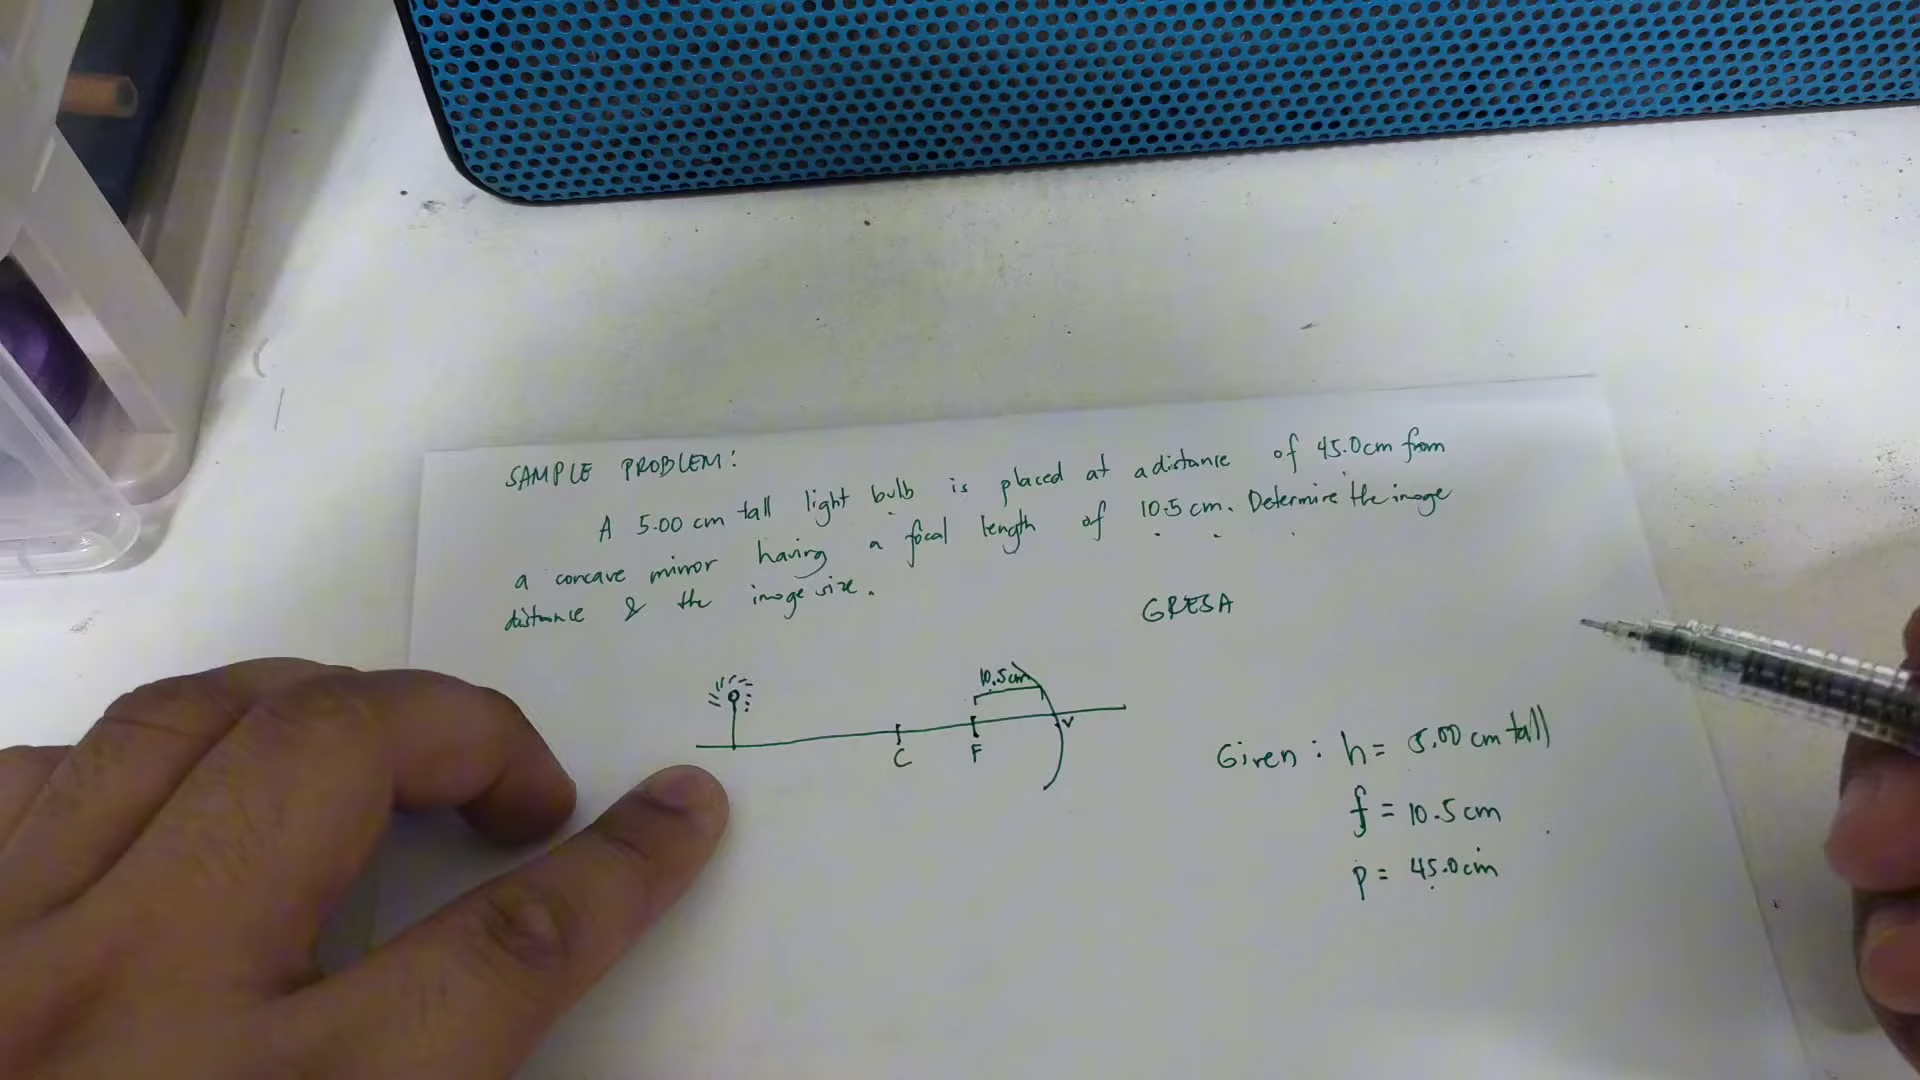 SAMPLE PROBLEM:
A 5.00 cm tall light bulb is placed at a distance of 45.0cm from
a concave mirror having a focal length of 10.5 cm. Determine the image
distance & the image size.
GRESA
10.5cm
C F V
Given: h = 5.00 cm tall
f = 10.5 cm
p = 45.0cm